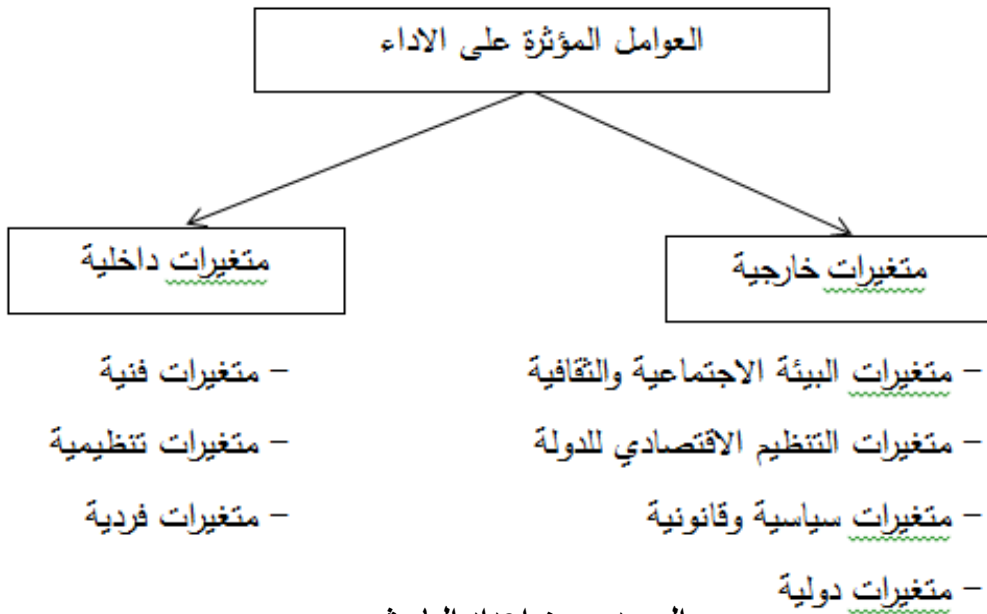 العوامل المؤثرة على الاداء
متغيرات خارجية
متغيرات داخلية
– متغيرات البيئة الاجتماعية والثقافية
– متغيرات التنظيم الاقتصادي للدولة
– متغيرات سياسية وقانونية
– متغيرات دولية
– متغيرات فنية
– متغيرات تنظيمية
– متغيرات فردية